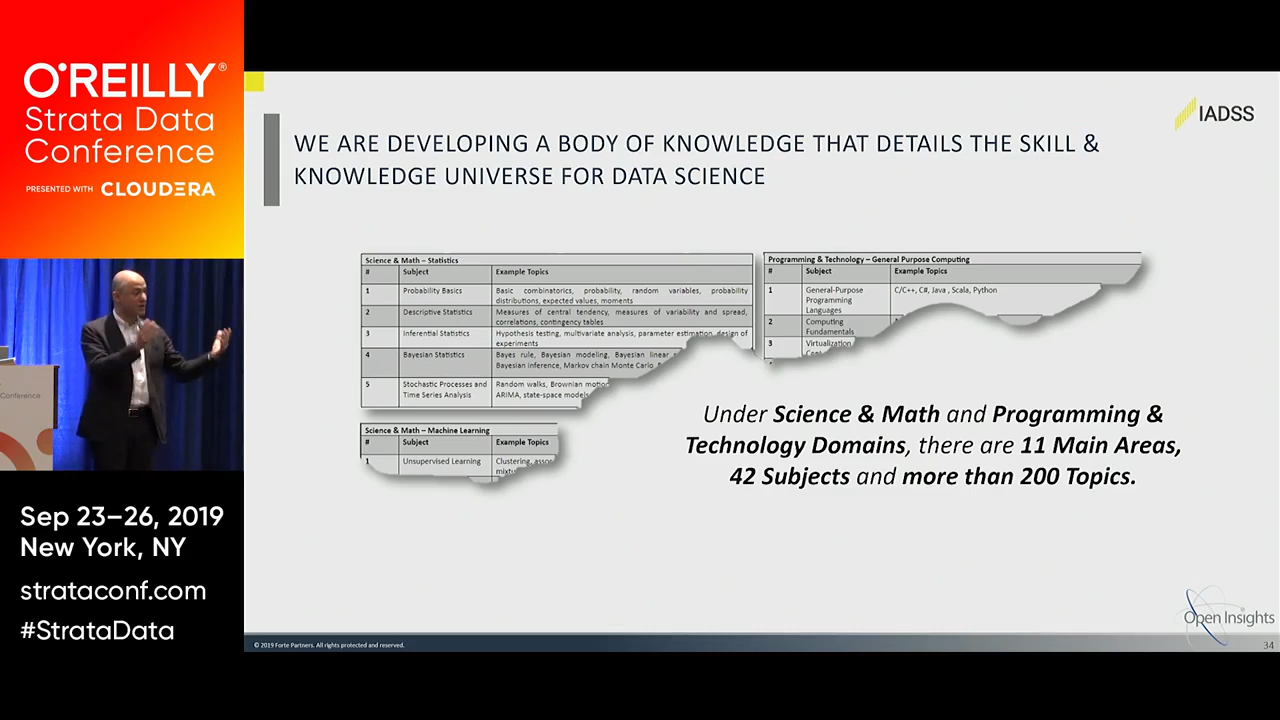 O'REILLY®
Strata Data
Conference
PRESENTED WITH CLOUDERA
Conference
Sep 23–26, 2019
New York, NY
strataconf.com
#StrataData
IADSS
WE ARE DEVELOPING A BODY OF KNOWLEDGE THAT DETAILS THE SKILL &
KNOWLEDGE UNIVERSE FOR DATA SCIENCE
Science & Math – Statistics
# Subject Example Topics
1 Probability Basics Basic combinatorics, probability, random variables, probability
distributions, expected values, moments
2 Descriptive Statistics Measures of central tendency, measures of variability and spread,
correlations, contingency tables
3 Inferential Statistics Hypothesis testing, multivariate analysis, parameter estimation, design of
experiments
4 Bayesian Statistics Bayes rule, Bayesian modeling, Bayesian linear
Bayesian inference, Markov chain Monte Carlo
5 Stochastic Processes and Random walks, Brownian
Time Series Analysis ARIMA, state-space models
Science & Math – Machine Learning
# Subject Example Topics
1 Unsupervised Learning Clustering,
Programming & Technology – General Purpose Computing
# Subject Example Topics
1 General-Purpose C/C++, C#, Java , Scala, Python
Programming
Languages
2 Computing
Fundamentals
3 Virtualization
Under Science & Math and Programming &
Technology Domains, there are 11 Main Areas,
42 Subjects and more than 200 Topics.
Open Insights
© 2019 Forte Partners. All rights protected and reserved.
34